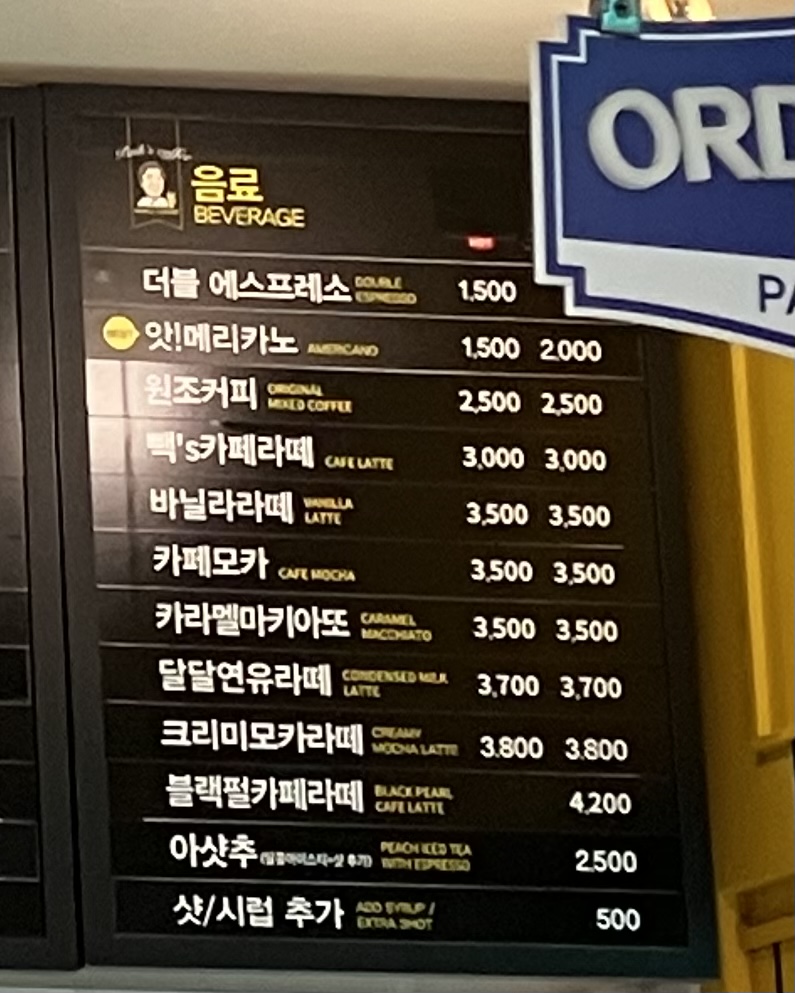 음료
BEVERAGE
HOT
더블 에스프레소 DOUBLE ESPRESSO 1,500
앗!메리카노 AMERICANO 1,500 2,000
원조커피 ORIGINAL MIXED COFFEE 2,500 2,500
빽's카페라떼 CAFE LATTE 3,000 3,000
바닐라라떼 VANILLA LATTE 3,500 3,500
카페모카 CAFE MOCHA 3,500 3,500
카라멜마키아또 CARAMEL MACCHIATO 3,500 3,500
달달연유라떼 CONDENSED MILK LATTE 3,700 3,700
크리미모카라떼 CREAMY MOCHA LATTE 3,800 3,800
블랙펄카페라떼 BLACK PEARL CAFE LATTE 4,200
아샷추 PEACH ICED TEA WITH ESPRESSO 2,500
샷/시럽 추가 ADD SYRUP / EXTRA SHOT 500
ORD
PA